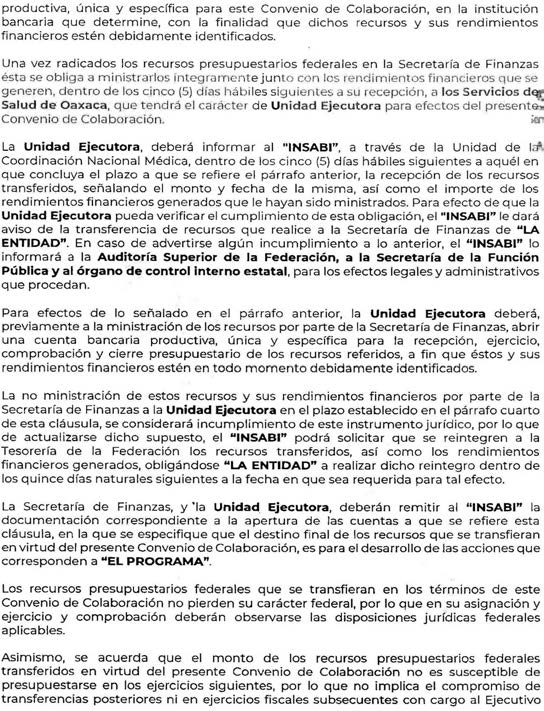 productiva, única y específica para este Convenio de Colaboración, en la institución
bancaria que determine, con la finalidad que dichos recursos y sus rendimientos
financieros estén debidamente identificados.
Una vez radicados los recursos presupuestarios federales en la Secretaría de Finanzas
ésta se obliga a ministrarlos íntegramente junto con los rendimientos financieros que se
generen, dentro de los cinco (5) días hábiles siguientes a su recepción, a los Servicios de
Salud de Oaxaca, que tendrá el carácter de Unidad Ejecutora para efectos del presente
Convenio de Colaboración.
La Unidad Ejecutora, deberá informar al "INSABI", a través de la Unidad de la
Coordinación Nacional Médica, dentro de los cinco (5) días hábiles siguientes a aquél en
que concluya el plazo a que se refiere el párrafo anterior, la recepción de los recursos
transferidos, señalando el monto y fecha de la misma, así como el importe de los
rendimientos financieros generados que le hayan sido ministrados. Para efecto de que la
Unidad Ejecutora pueda verificar el cumplimiento de esta obligación, el "INSABI" le dará
aviso de la transferencia de recursos que realice a la Secretaría de Finanzas de “LA
ENTIDAD”. En caso de advertirse algún incumplimiento a lo anterior, el "INSABI" lo
informará a la Auditoría Superior de la Federación, a la Secretaría de la Función
Pública y al órgano de control interno estatal, para los efectos legales y administrativos
que procedan.
Para efectos de lo señalado en el párrafo anterior, la Unidad Ejecutora deberá,
previamente a la ministración de los recursos por parte de la Secretaría de Finanzas, abrir
una cuenta bancaria productiva, única y específica para la recepción, ejercicio,
comprobación y cierre presupuestario de los recursos referidos, a fin que éstos y sus
rendimientos financieros estén en todo momento debidamente identificados.
La no ministración de estos recursos y sus rendimientos financieros por parte de la
Secretaría de Finanzas a la Unidad Ejecutora en el plazo establecido en el párrafo cuarto
de esta cláusula, se considerará incumplimiento de este instrumento jurídico, por lo que
de actualizarse dicho supuesto, el "INSABI" podrá solicitar que se reintegren a la
Tesorería de la Federación los recursos transferidos, así como los rendimientos
financieros generados, obligándose “LA ENTIDAD” a realizar dicho reintegro dentro de
los quince días naturales siguientes a la fecha en que sea requerida para tal efecto.
La Secretaría de Finanzas, y la Unidad Ejecutora, deberán remitir al "INSABI" la
documentación correspondiente a la apertura de las cuentas a que se refiere esta
cláusula, en la que se especifique que el destino final de los recursos que se transfieran
en virtud del presente Convenio de Colaboración, es para el desarrollo de las acciones que
corresponden a “EL PROGRAMA”.
Los recursos presupuestarios federales que se transfieran en los términos de este
Convenio de Colaboración no pierden su carácter federal, por lo que en su asignación y
ejercicio y comprobación deberán observarse las disposiciones jurídicas federales
aplicables.
Asimismo, se acuerda que el monto de los recursos presupuestarios federales
transferidos en virtud del presente Convenio de Colaboración no es susceptible de
presupuestarse en los ejercicios siguientes, por lo que no implica el compromiso de
transferencias posteriores ni en ejercicios fiscales subsecuentes con cargo al Ejecutivo